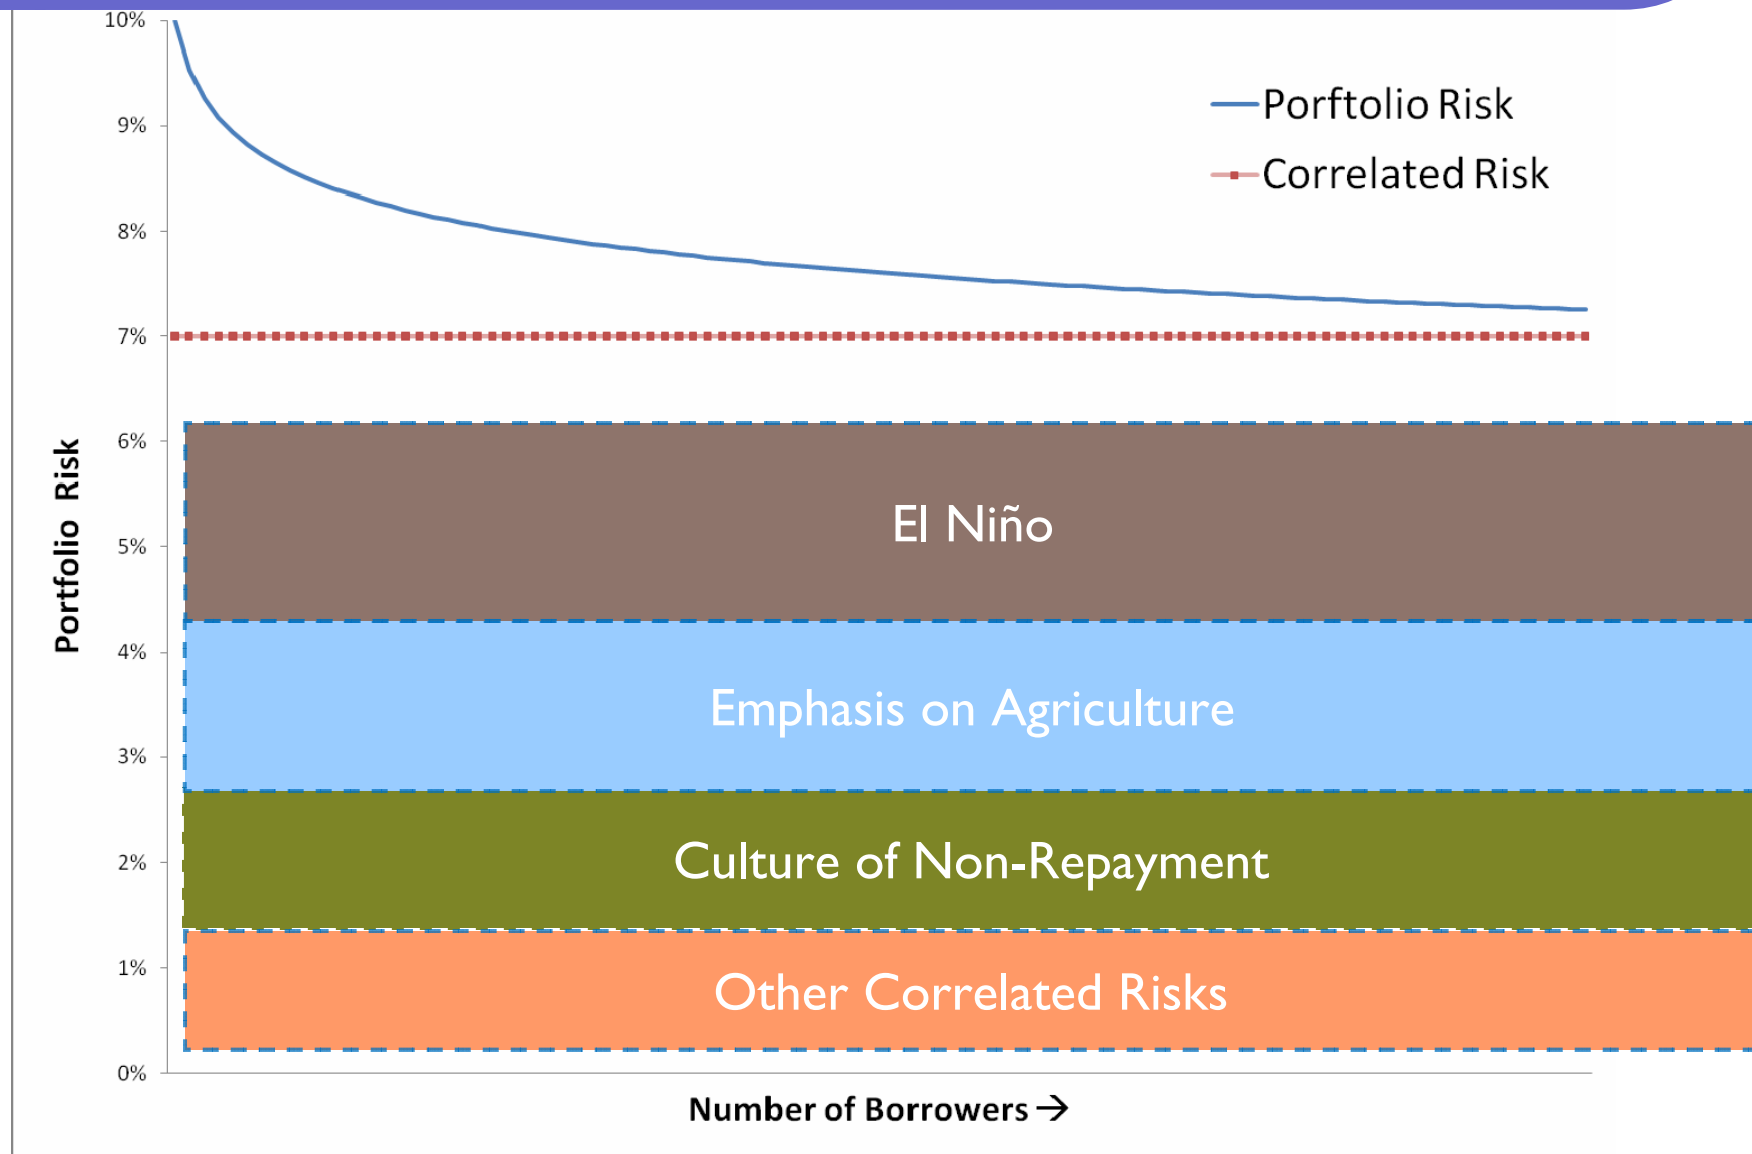 10%
9%
8%
7%
6%
5%
4%
3%
2%
1%
0%
Portfolio Risk
Porftolio Risk
Correlated Risk
El Niño
Emphasis on Agriculture
Culture of Non-Repayment
Other Correlated Risks
Number of Borrowers →